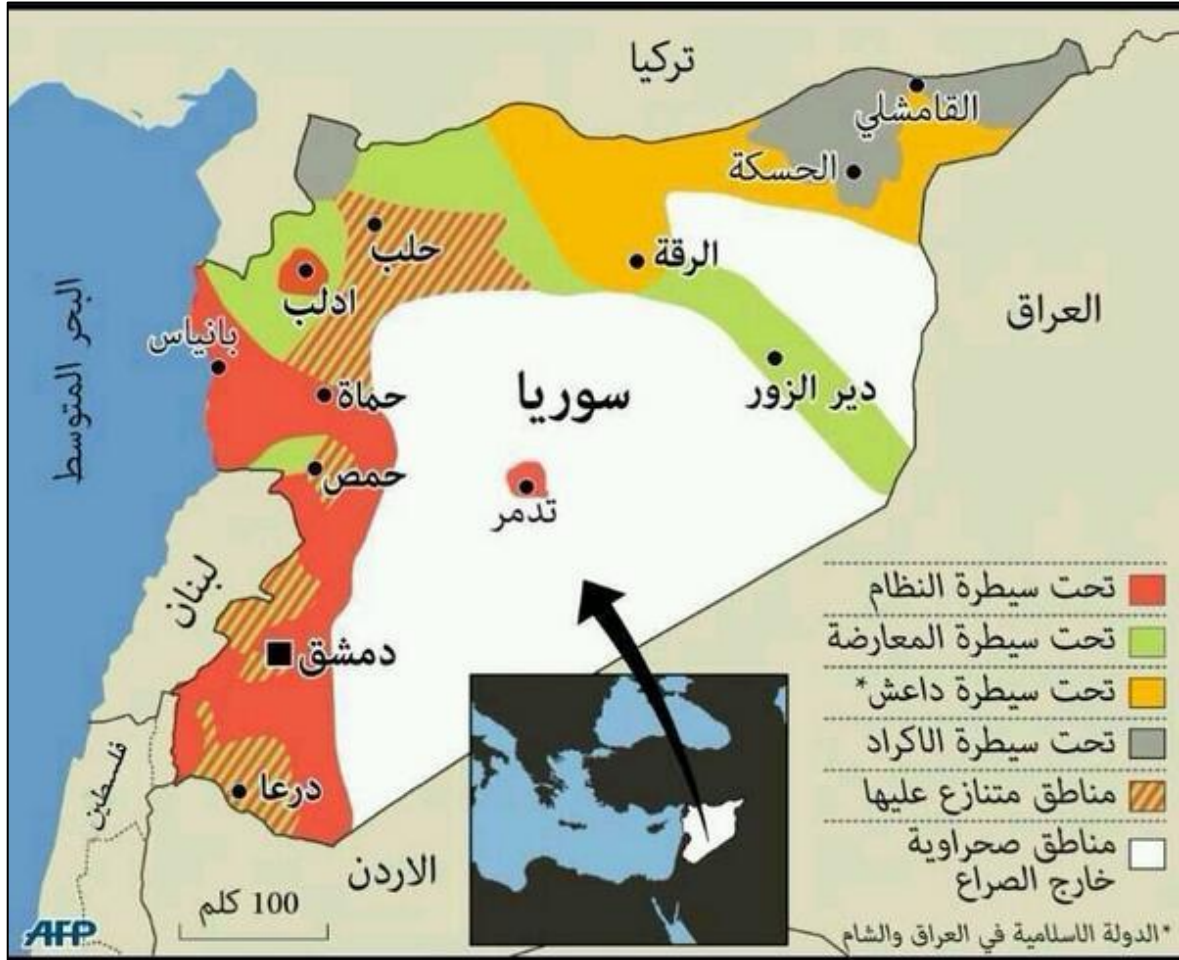 تركيا
القامشلي
الحسكة
حلب
الرقة
ادلب
العراق
بانياس
البحر المتوسط
دير الزور
سوريا
حماة
حمص
تدمر
لبنان
تحت سيطرة النظام
تحت سيطرة المعارضة
دمشق
تحت سيطرة داعش*
تحت سيطرة الاكراد
فلسطين
درعا
مناطق متنازع عليها
مناطق صحراوية
خارج الصراع
الاردن
100 كلم
*الدولة الاسلامية في العراق والشام
AFP